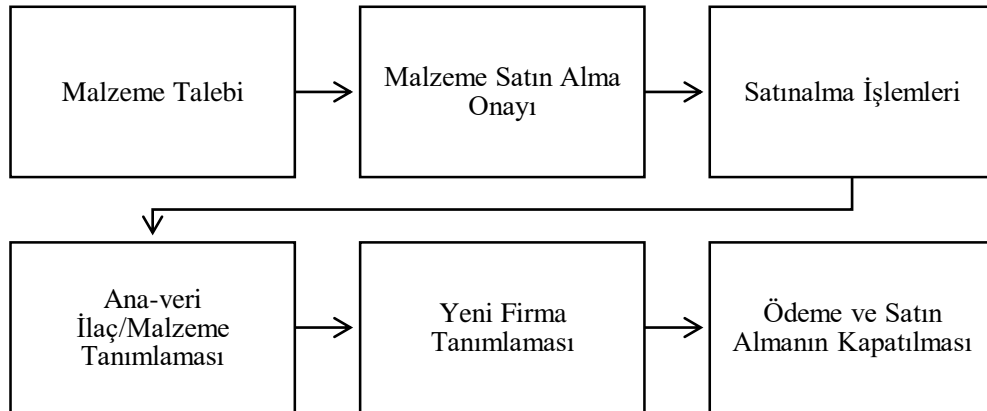 Malzeme Talebi
Malzeme Satın Alma
Onayı
Satınalma İşlemleri
Ana-veri
İlaç/Malzeme
Tanımlaması
Yeni Firma
Tanımlaması
Ödeme ve Satın
Almanın Kapatılması